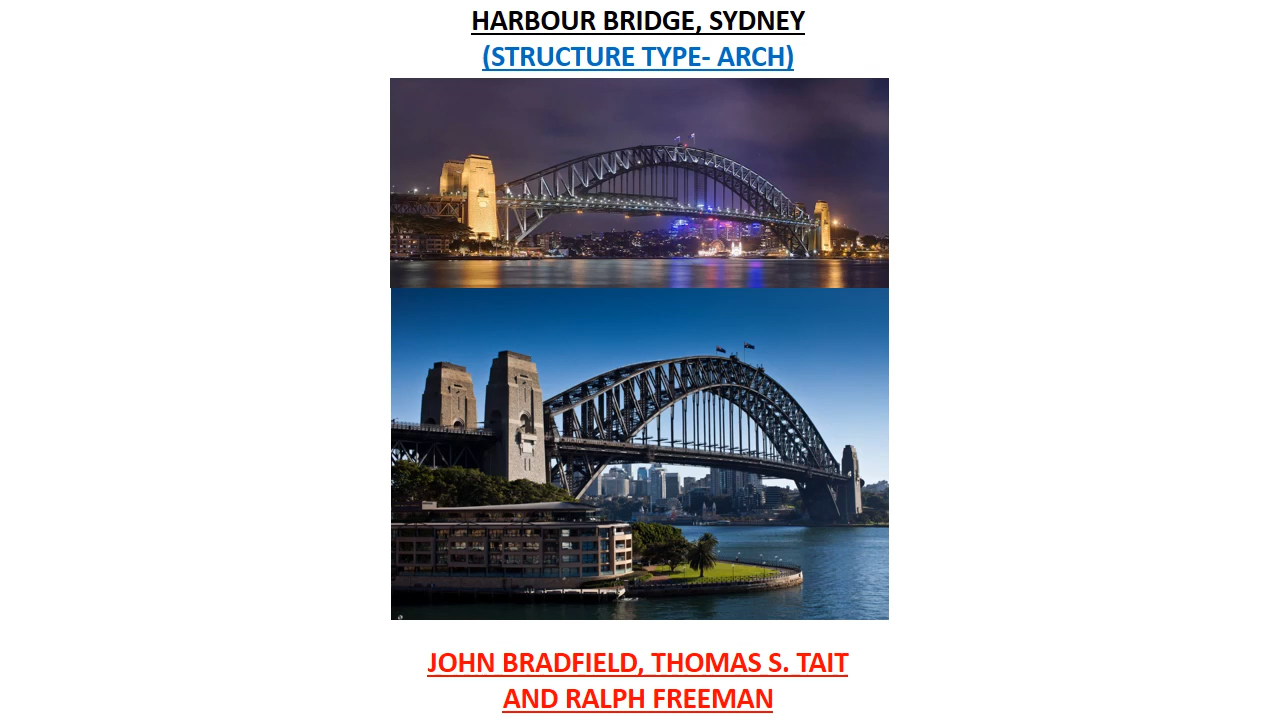 HARBOUR BRIDGE, SYDNEY
(STRUCTURE TYPE- ARCH)
JOHN BRADFIELD, THOMAS S. TAIT
AND RALPH FREEMAN